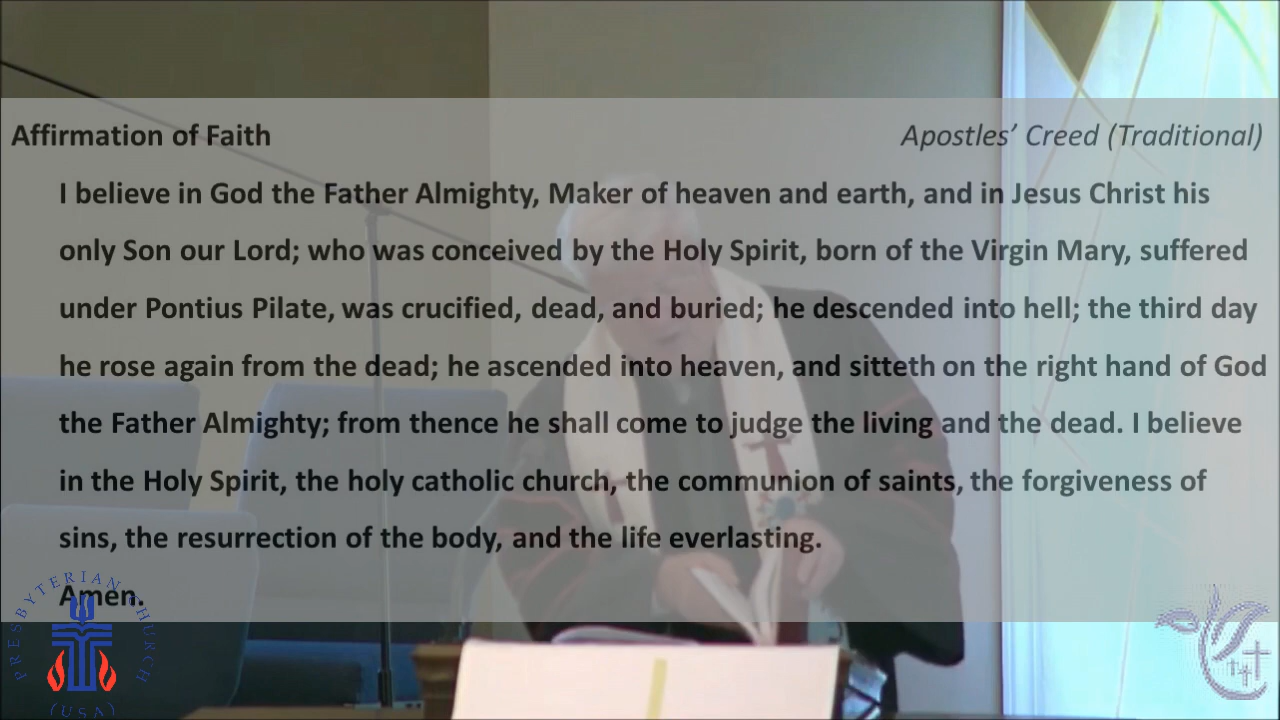 Affirmation of Faith Apostles’ Creed (Traditional)
I believe in God the Father Almighty, Maker of heaven and earth, and in Jesus Christ his
only Son our Lord; who was conceived by the Holy Spirit, born of the Virgin Mary, suffered
under Pontius Pilate, was crucified, dead, and buried; he descended into hell; the third day
he rose again from the dead; he ascended into heaven, and sitteth on the right hand of God
the Father Almighty; from thence he shall come to judge the living and the dead. I believe
in the Holy Spirit, the holy catholic church, the communion of saints, the forgiveness of
sins, the resurrection of the body, and the life everlasting.
Amen.
PRESBYTERIAN CHURCH
(USA)